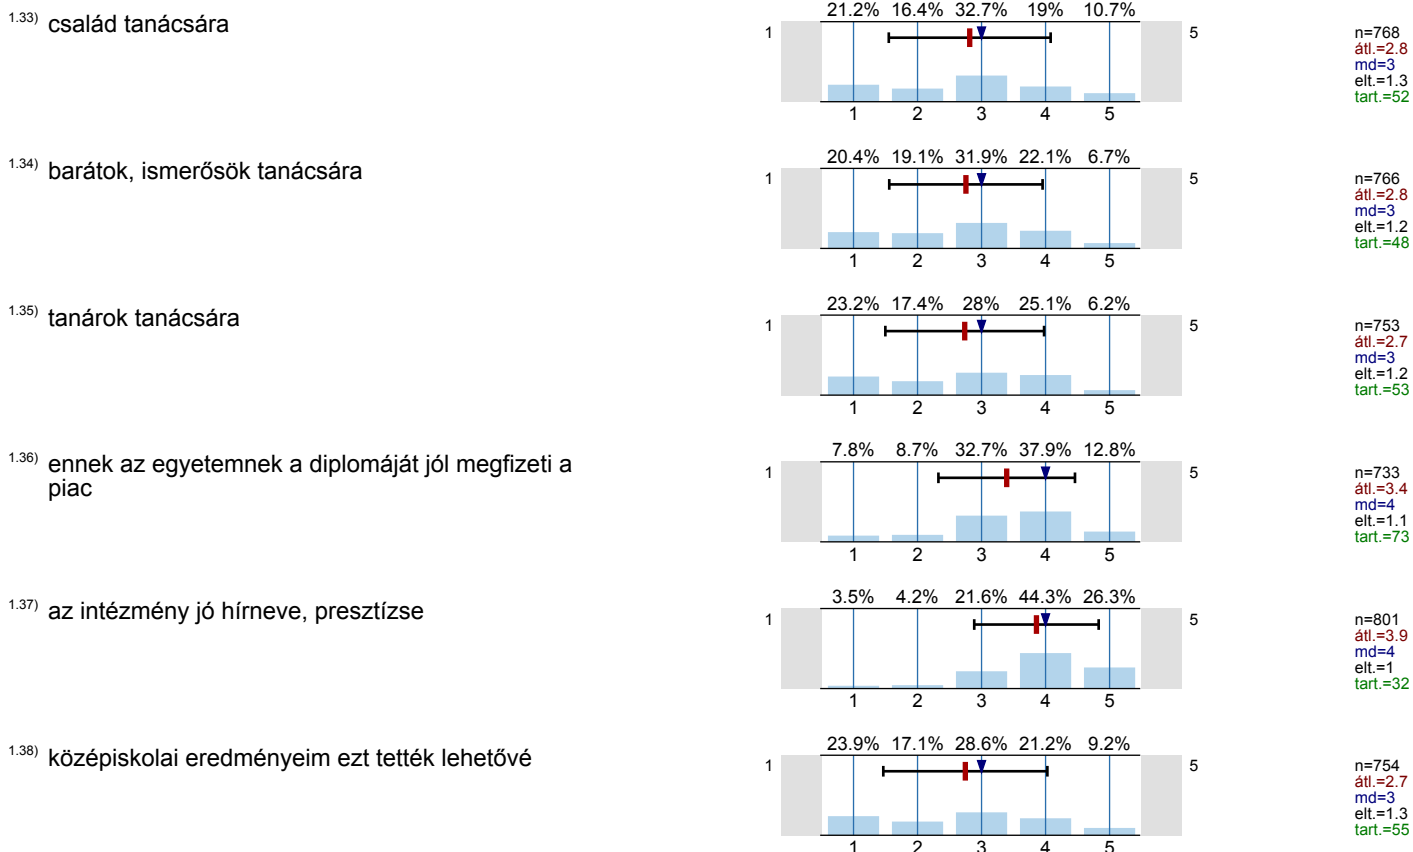 1.33) család tanácsára
21.2% 16.4% 32.7% 19% 10.7%
1 5
1 2 3 4 5
n=768
átl.=2.8
md=3
elt.=1.3
tart.=52
1.34) barátok, ismerősök tanácsára
20.4% 19.1% 31.9% 22.1% 6.7%
1 5
1 2 3 4 5
n=766
átl.=2.8
md=3
elt.=1.2
tart.=48
1.35) tanárok tanácsára
23.2% 17.4% 28% 25.1% 6.2%
1 5
1 2 3 4 5
n=753
átl.=2.7
md=3
elt.=1.2
tart.=53
1.36) ennek az egyetemnek a diplomáját jól megfizeti a
piac
7.8% 8.7% 32.7% 37.9% 12.8%
1 5
1 2 3 4 5
n=733
átl.=3.4
md=4
elt.=1.1
tart.=73
1.37) az intézmény jó hírneve, presztízse
3.5% 4.2% 21.6% 44.3% 26.3%
1 5
1 2 3 4 5
n=801
átl.=3.9
md=4
elt.=1
tart.=32
1.38) középiskolai eredményeim ezt tették lehetővé
23.9% 17.1% 28.6% 21.2% 9.2%
1 5
1 2 3 4 5
n=754
átl.=2.7
md=3
elt.=1.3
tart.=55